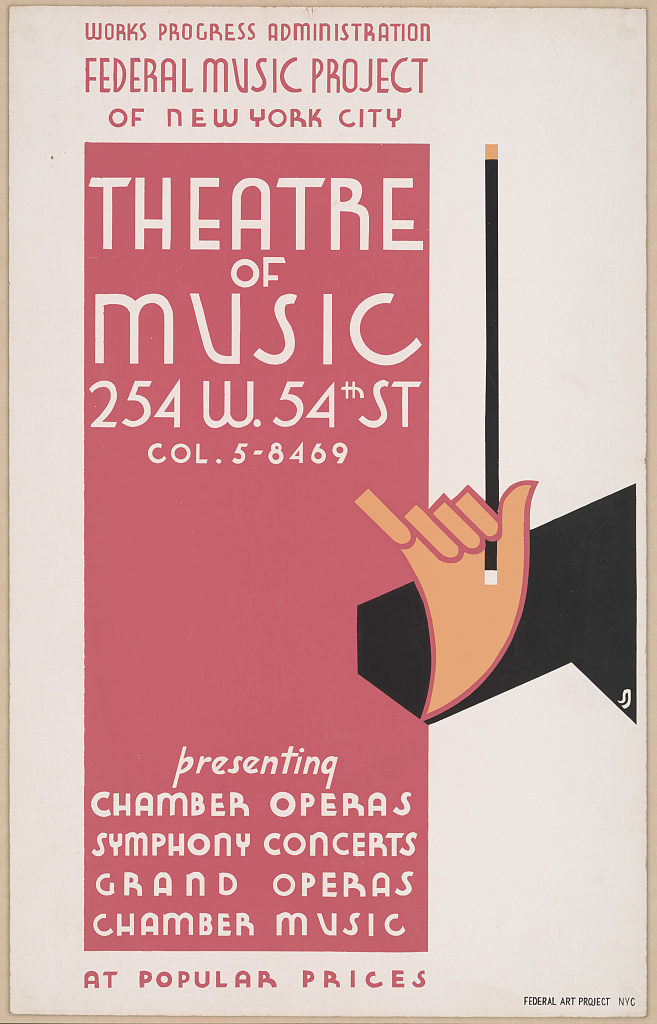 WORKS PROGRESS ADMINISTRATION
FEDERAL MUSIC PROJECT
OF NEW YORK CITY
THEATRE
OF
MUSIC
254 W. 54th ST
COL. 5-8469
presenting
CHAMBER OPERAS
SYMPHONY CONCERTS
GRAND OPERAS
CHAMBER MUSIC
AT POPULAR PRICES
FEDERAL ART PROJECT NYC